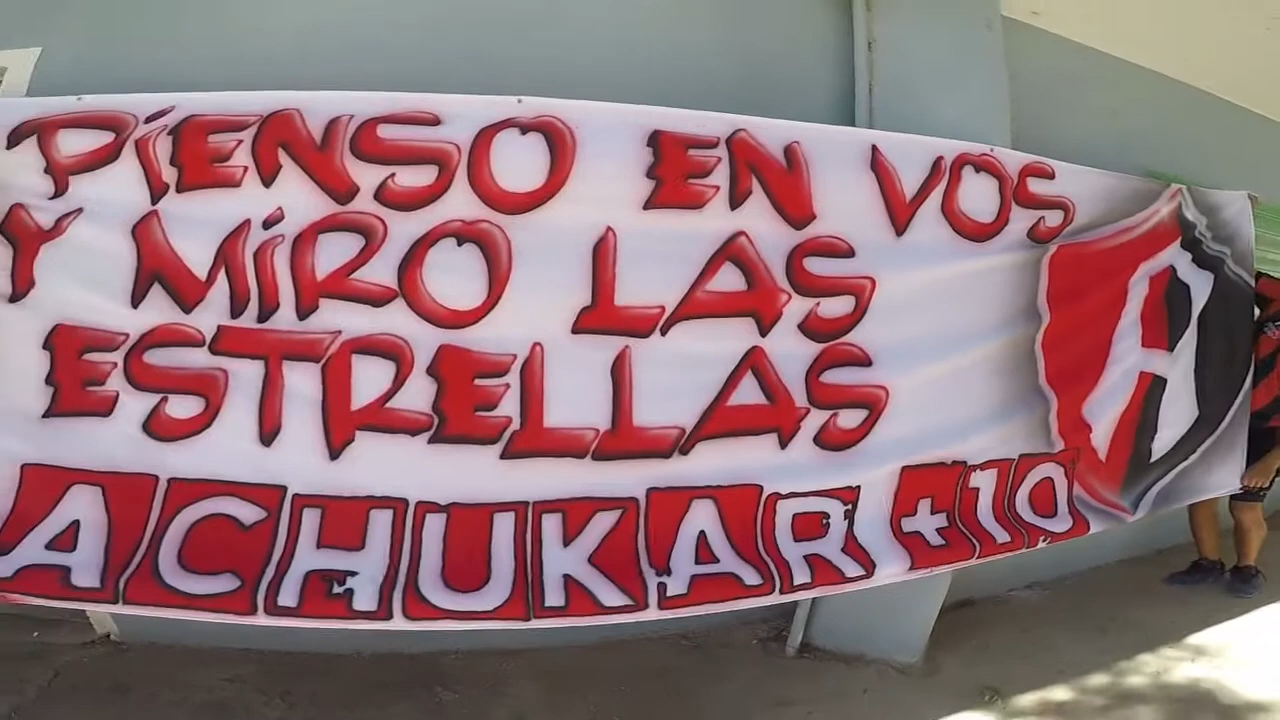 PiENSO EN VOS
Y MiRO LAS
ESTRELLAS
ACHUKAR +10
A